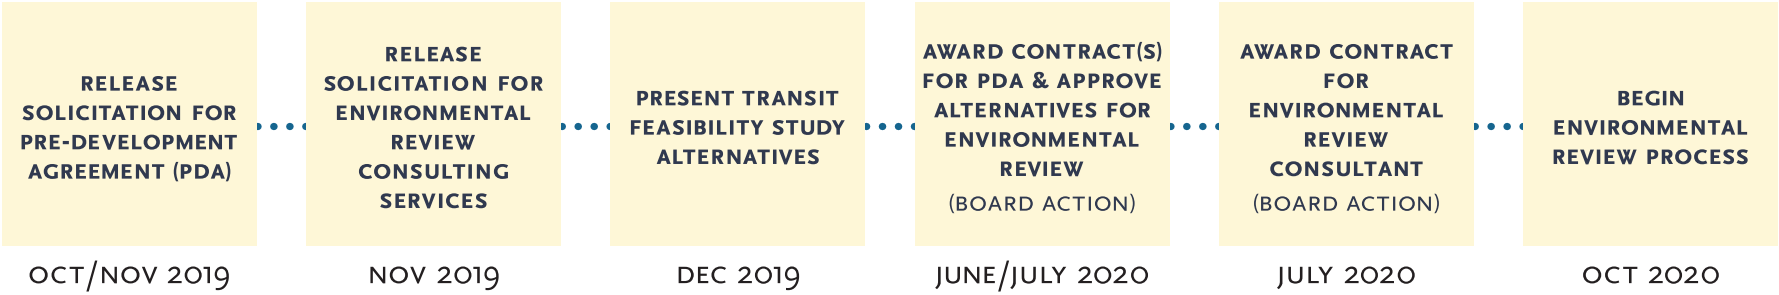 RELEASE
SOLICITATION FOR
PRE-DEVELOPMENT
AGREEMENT (PDA)
OCT/NOV 2019
RELEASE
SOLICITATION FOR
ENVIRONMENTAL
REVIEW
CONSULTING
SERVICES
NOV 2019
PRESENT TRANSIT
FEASIBILITY STUDY
ALTERNATIVES
DEC 2019
AWARD CONTRACT(S)
FOR PDA & APPROVE
ALTERNATIVES FOR
ENVIRONMENTAL
REVIEW
(BOARD ACTION)
JUNE/JULY 2020
AWARD CONTRACT
FOR
ENVIRONMENTAL
REVIEW
CONSULTANT
(BOARD ACTION)
JULY 2020
BEGIN
ENVIRONMENTAL
REVIEW PROCESS
OCT 2020